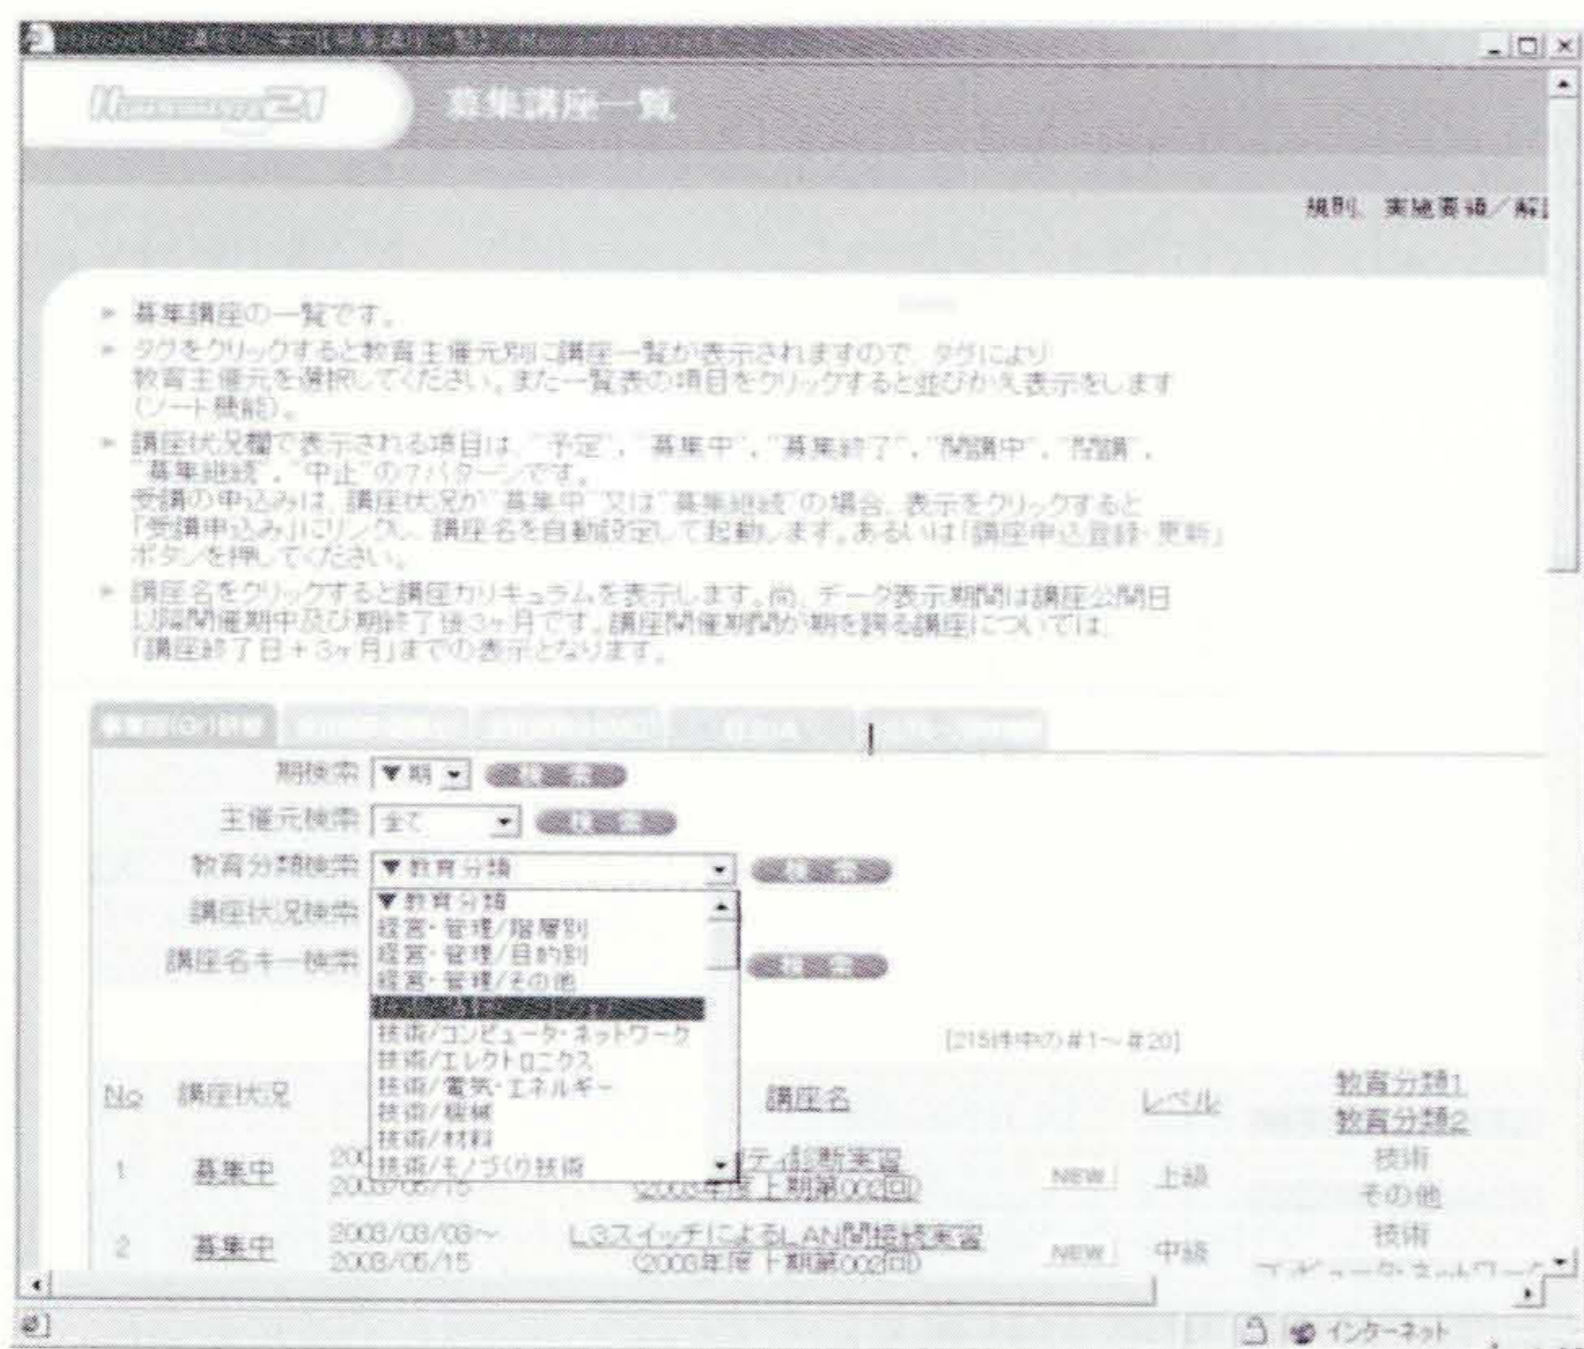 募集講座一覧
規則、実施要領／解
募集講座の一覧です。
タグをクリックすると教育主催元別に講座一覧が表示されますので、タグにより
教育主催元を選択してください。また一覧表の項目をクリックすると並びかえ表示をします
(ソート機能)。
講座状況欄で表示される項目は、"予定"、"募集中"、"募集終了"、"開講中"、"閉講"、
"募集継続"、"中止"の7パターンです。
受講の申込みは、講座状況が"募集中"又は"募集継続"の場合、表示をクリックすると
「受講申込み」にリンクし、講座名を自動設定して起動します。あるいは「講座申込登録・更新」
ボタンを押してください。
講座名をクリックすると講座カリキュラムを表示します。尚、データ表示期間は講座公開日
以降開催期中及び期終了後3ヶ月です。講座開催期間が期を跨る講座については、
「講座終了日+3ヶ月」までの表示となります。
期検索 ▼期
主催元検索 全て
教育分類検索 ▼教育分類
講座状況検索 ▼教育分類
経営・管理/階層別
講座名キー検索 経営・管理/目的別
経営・管理/その他
技術/コンピュータ・ネットワーク
[215件中の#1～#20]
技術/エレクトロニクス
技術/電気・エネルギー
技術/機械
技術/材料
技術/モノづくり技術
No 講座状況 講座名 レベル 教育分類1
教育分類2
1 募集中 ティ診断実習 NEW 上級 技術
2003/05/15 (2003年度上期第002回) その他
2 募集中 2003/03/03～ L3スイッチによるLAN間接続実習 NEW 中級 技術
2003/05/15 (2003年度上期第002回) コンピュータ・ネットワーク
インターネット